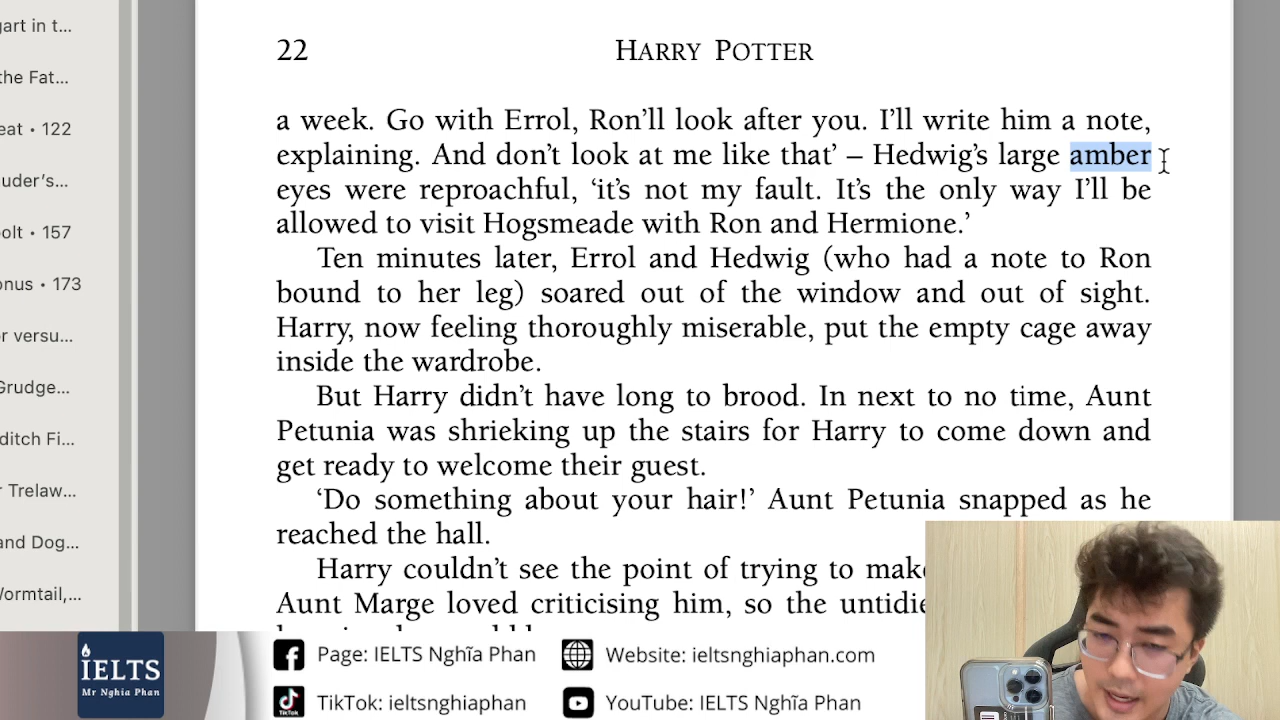 gart in t...
the Fat...
eat • 122
uder's...
olt • 157
onus • 173
r versu...
Grudge...
ditch Fi...
r Trelaw...
and Dog...
Wormtail,...
22
HARRY POTTER
a week. Go with Errol, Ron'll look after you. I'll write him a note,
explaining. And don't look at me like that' – Hedwig's large amber
eyes were reproachful, 'it's not my fault. It's the only way I'll be
allowed to visit Hogsmeade with Ron and Hermione.'
Ten minutes later, Errol and Hedwig (who had a note to Ron
bound to her leg) soared out of the window and out of sight.
Harry, now feeling thoroughly miserable, put the empty cage away
inside the wardrobe.
But Harry didn't have long to brood. In next to no time, Aunt
Petunia was shrieking up the stairs for Harry to come down and
get ready to welcome their guest.
'Do something about your hair!' Aunt Petunia snapped as he
reached the hall.
Harry couldn't see the point of trying to mak
Aunt Marge loved criticising him, so the untidie
IELTS
Mr Nghia Phan
Page: IELTS Nghĩa Phan
Website: ieltsnghiaphan.com
TikTok: ieltsnghiaphan
YouTube: IELTS Nghĩa Phan